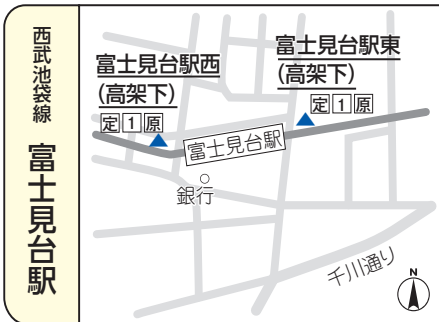 西武池袋線 富士見台駅
富士見台駅西
(高架下)
定 1 原
富士見台駅東
(高架下)
定 1 原
富士見台駅
銀行
千川通り
N